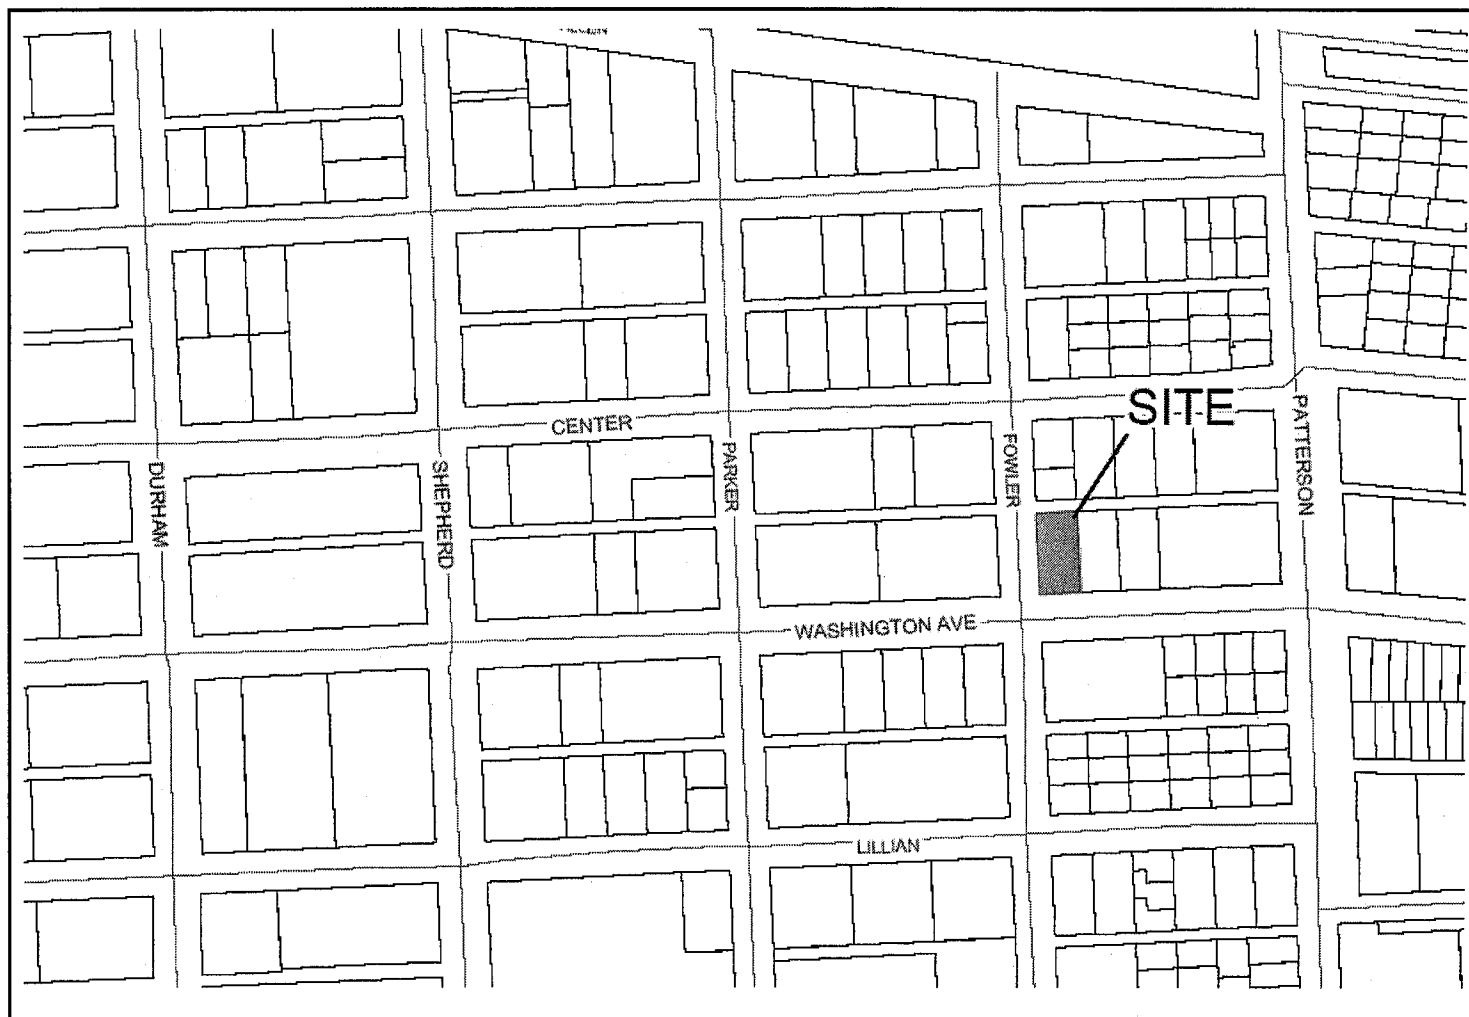 SITE
CENTER
DURHAM
SHEPHERD
PARKER
FOWLER
PATTERSON
WASHINGTON AVE
LILLIAN